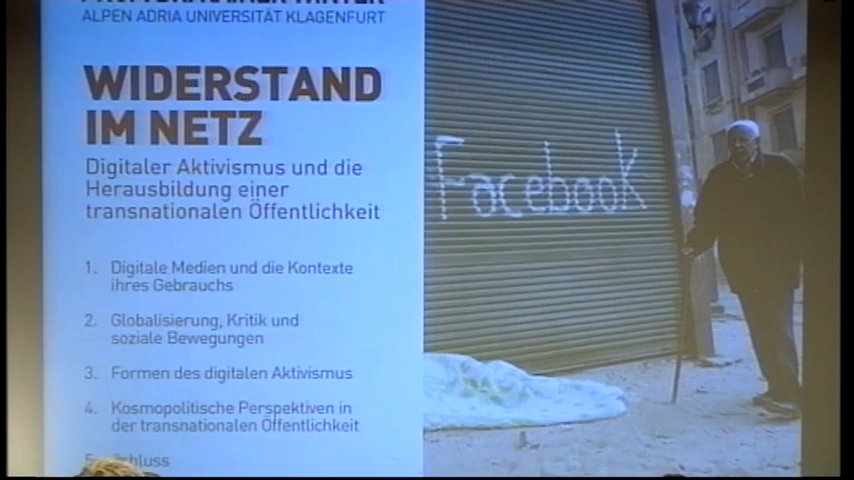 ALPEN ADRIA UNIVERSITÄT KLAGENFURT
WIDERSTAND
IM NETZ
Digitaler Aktivismus und die
Herausbildung einer
transnationalen Öffentlichkeit
1. Digitale Medien und die Kontexte
ihres Gebrauchs
2. Globalisierung, Kritik und
soziale Bewegungen
3. Formen des digitalen Aktivismus
4. Kosmopolitische Perspektiven in
der transnationalen Öffentlichkeit
Facebook